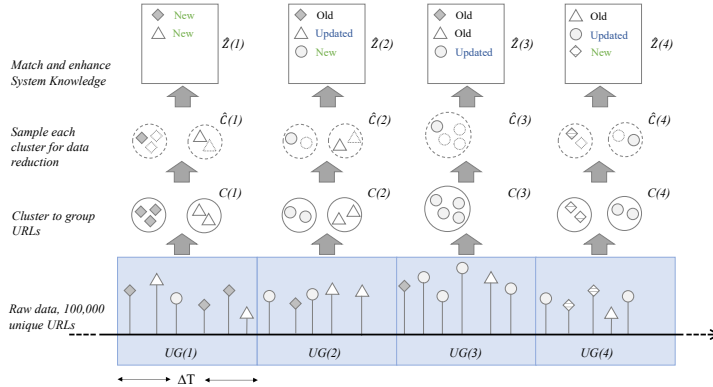 New
New
Ẑ(1)
Old
Updated
New
Ẑ(2)
Old
Old
Updated
Ẑ(3)
Old
Updated
New
Ẑ(4)
Match and enhance
System Knowledge
Sample each
cluster for data
reduction
Ĉ(1)
Ĉ(2)
Ĉ(3)
Ĉ(4)
Cluster to group
URLs
C(1)
C(2)
C(3)
C(4)
Raw data, 100,000
unique URLs
UG(1)
UG(2)
UG(3)
UG(4)
ΔT